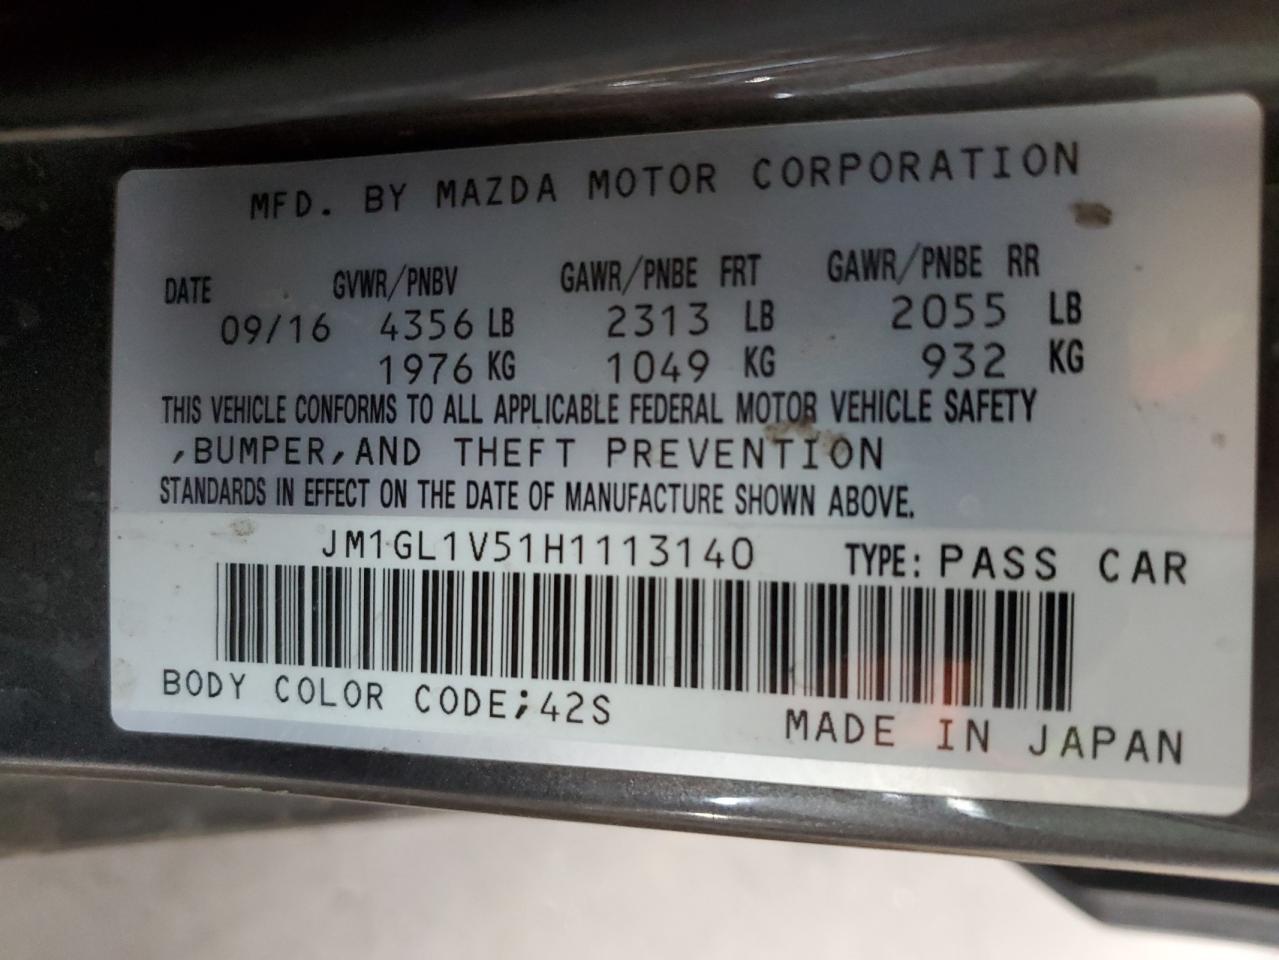 MFD. BY MAZDA MOTOR CORPORATION
DATE GVWR/PNBV GAWR/PNBE FRT GAWR/PNBE RR
09/16 4356 LB 2313 LB 2055 LB
1976 KG 1049 KG 932 KG
THIS VEHICLE CONFORMS TO ALL APPLICABLE FEDERAL MOTOR VEHICLE SAFETY
,BUMPER,AND THEFT PREVENTION
STANDARDS IN EFFECT ON THE DATE OF MANUFACTURE SHOWN ABOVE.
JM1GL1V51H1113140 TYPE: PASS CAR
BODY COLOR CODE;42S
MADE IN JAPAN